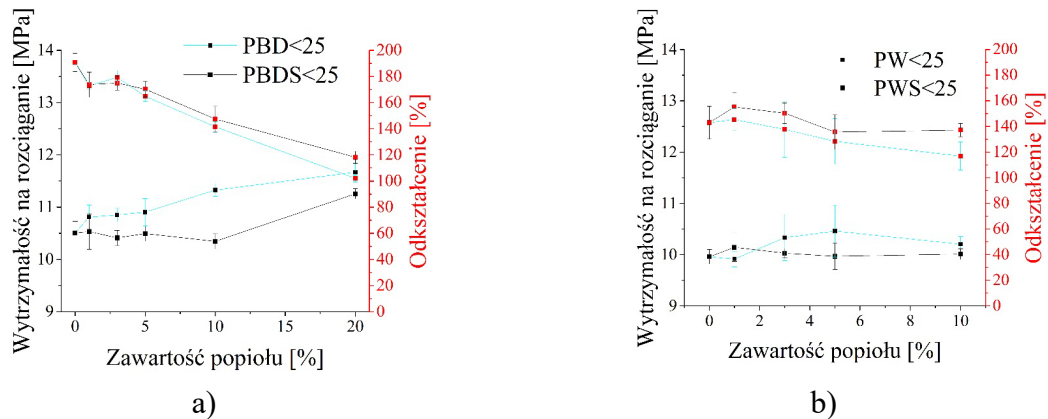 Wytrzymałość na rozciąganie [MPa]
14
13
12
11
10
9
PBD<25
PBDS<25
200
180
160
140
120
100
80
60
40
20
0
Odkształcenie [%]
0 5 10 15 20
Zawartość popiołu [%]
a)
Wytrzymałość na rozciąganie [MPa]
14
13
12
11
10
9
PW<25
PWS<25
200
180
160
140
120
100
80
60
40
20
0
Odkształcenie [%]
0 2 4 6 8 10
Zawartość popiołu [%]
b)